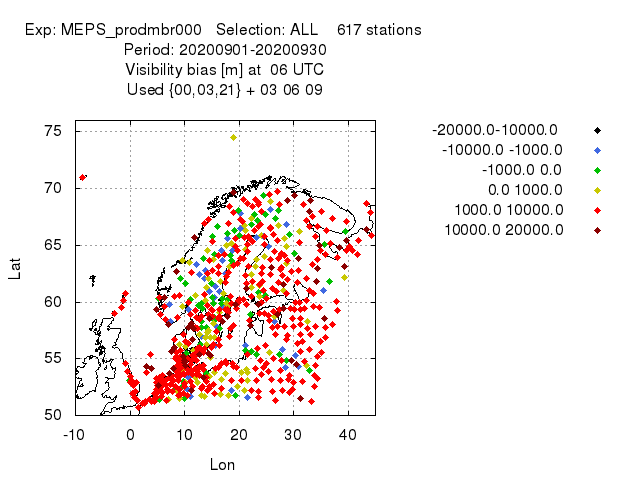 Exp: MEPS_prodmbr000 Selection: ALL 617 stations
Period: 20200901-20200930
Visibility bias [m] at 06 UTC
Used {00,03,21} + 03 06 09
-20000.0-10000.0
-10000.0 -1000.0
-1000.0 0.0
0.0 1000.0
1000.0 10000.0
10000.0 20000.0
75
70
65
60
55
50
Lat
-10 0 10 20 30 40
Lon